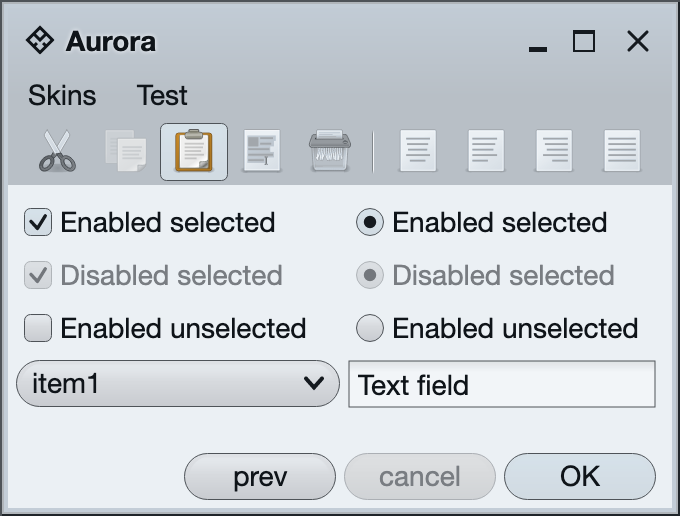 Aurora
Skins Test
Enabled selected Enabled selected
Disabled selected Disabled selected
Enabled unselected Enabled unselected
item1 Text field
prev cancel OK